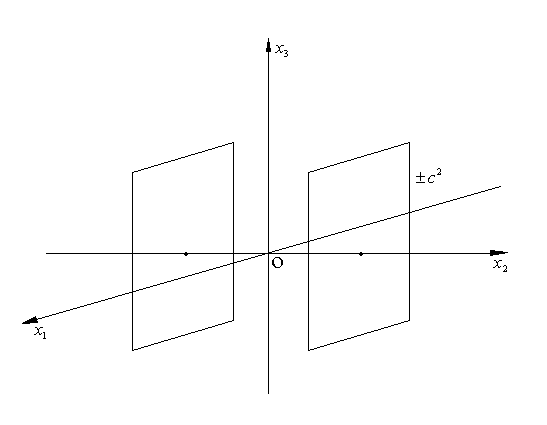 x₃
±c²
O
x₂
x₁